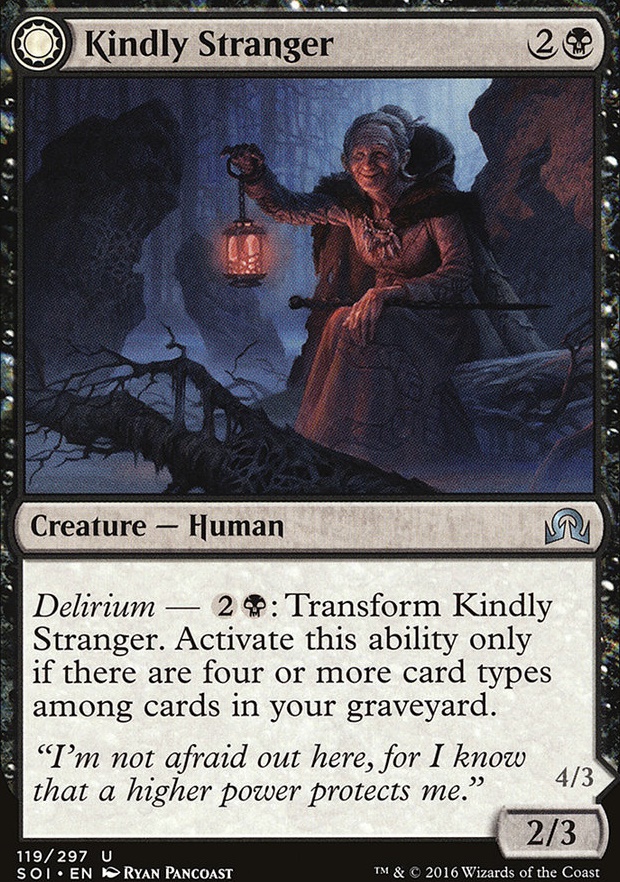 Kindly Stranger 2
Creature — Human
Delirium — 2 : Transform Kindly
Stranger. Activate this ability only
if there are four or more card types
among cards in your graveyard.
“I’m not afraid out here, for I know
that a higher power protects me.”
4/3
2/3
119/297 U
SOI • EN RYAN PANCOAST
™ & © 2016 Wizards of the Coast